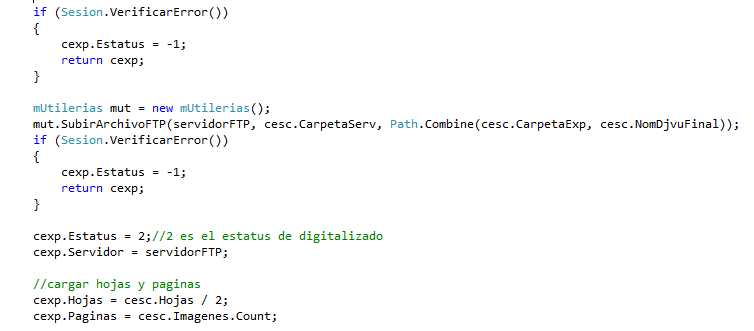 if (Sesion.VerificarError())
{
    cexp.Estatus = -1;
    return cexp;
}

mUtilerias mut = new mUtilerias();
mut.SubirArchivoFTP(servidorFTP, cesc.CarpetaServ, Path.Combine(cesc.CarpetaExp, cesc.NomDjvuFinal));
if (Sesion.VerificarError())
{
    cexp.Estatus = -1;
    return cexp;
}

cexp.Estatus = 2;//2 es el estatus de digitalizado
cexp.Servidor = servidorFTP;

//cargar hojas y paginas
cexp.Hojas = cesc.Hojas / 2;
cexp.Paginas = cesc.Imagenes.Count;